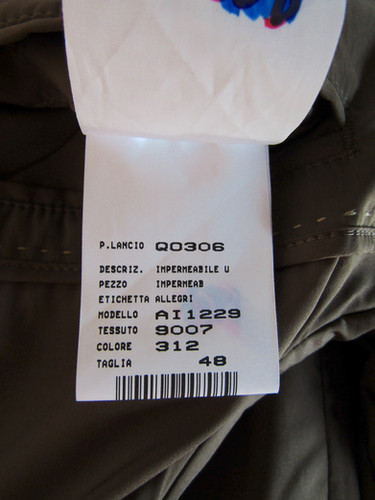 P.LANCIO Q0306
DESCRIZ. IMPERMEABILE U
PEZZO IMPERMEAB
ETICHETTA ALLEGRI
MODELLO AI1229
TESSUTO 9007
COLORE 312
TAGLIA 48